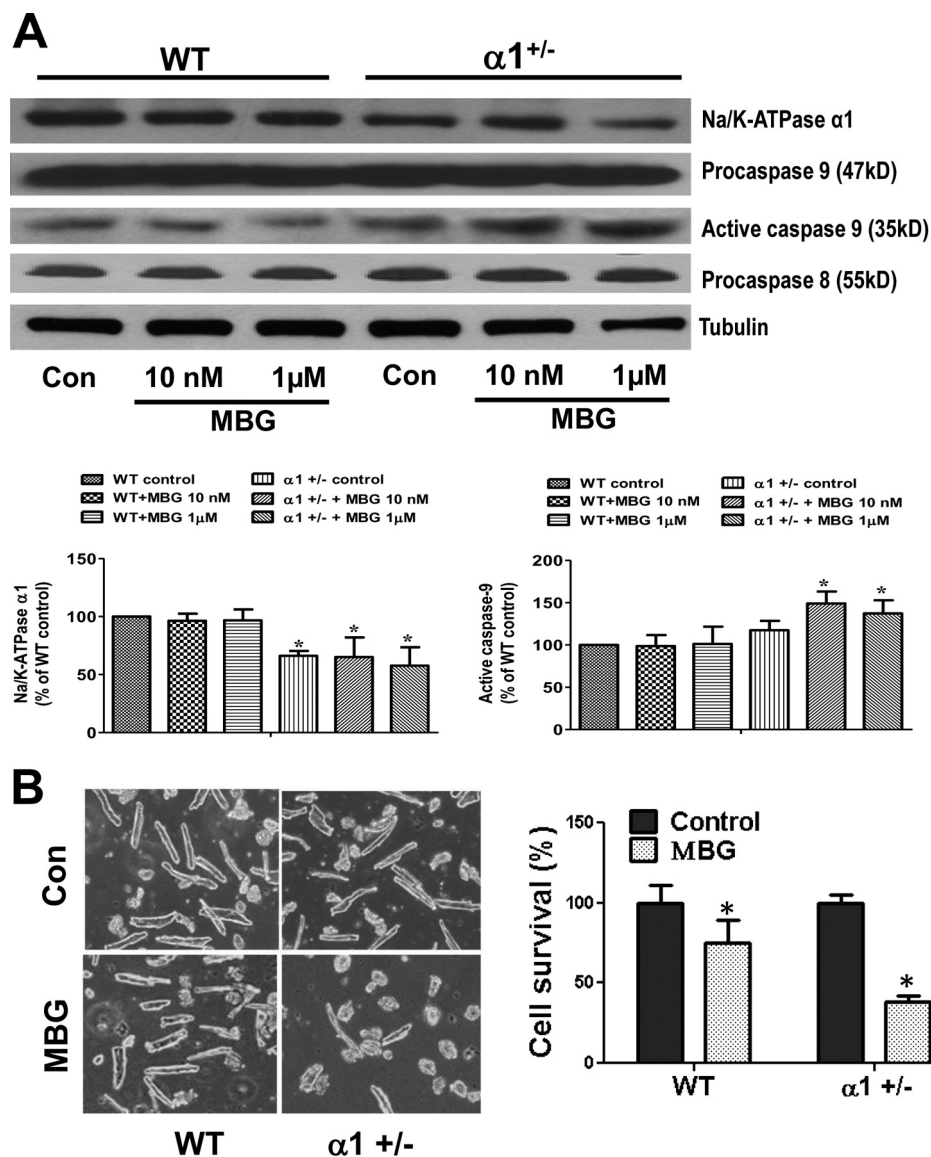 A
WT α1+/-
Na/K-ATPase α1
Procaspase 9 (47kD)
Active caspase 9 (35kD)
Procaspase 8 (55kD)
Tubulin
Con 10 nM 1µM Con 10 nM 1µM
MBG MBG
WT control α1 +/- control
WT+MBG 10 nM α1 +/- + MBG 10 nM
WT+MBG 1µM α1 +/- + MBG 1µM
Na/K-ATPase α1
(% of WT control)
150
100
50
0
* * *
WT control α1 +/- control
WT+MBG 10 nM α1 +/- + MBG 10 nM
WT+MBG 1µM α1 +/- + MBG 1µM
Active caspase-9
(% of WT control)
200
150
100
50
0
* *
B
Con
MBG
WT α1 +/-
Cell survival (%)
150
100
50
0
Control
MBG
* *
WT α1 +/-